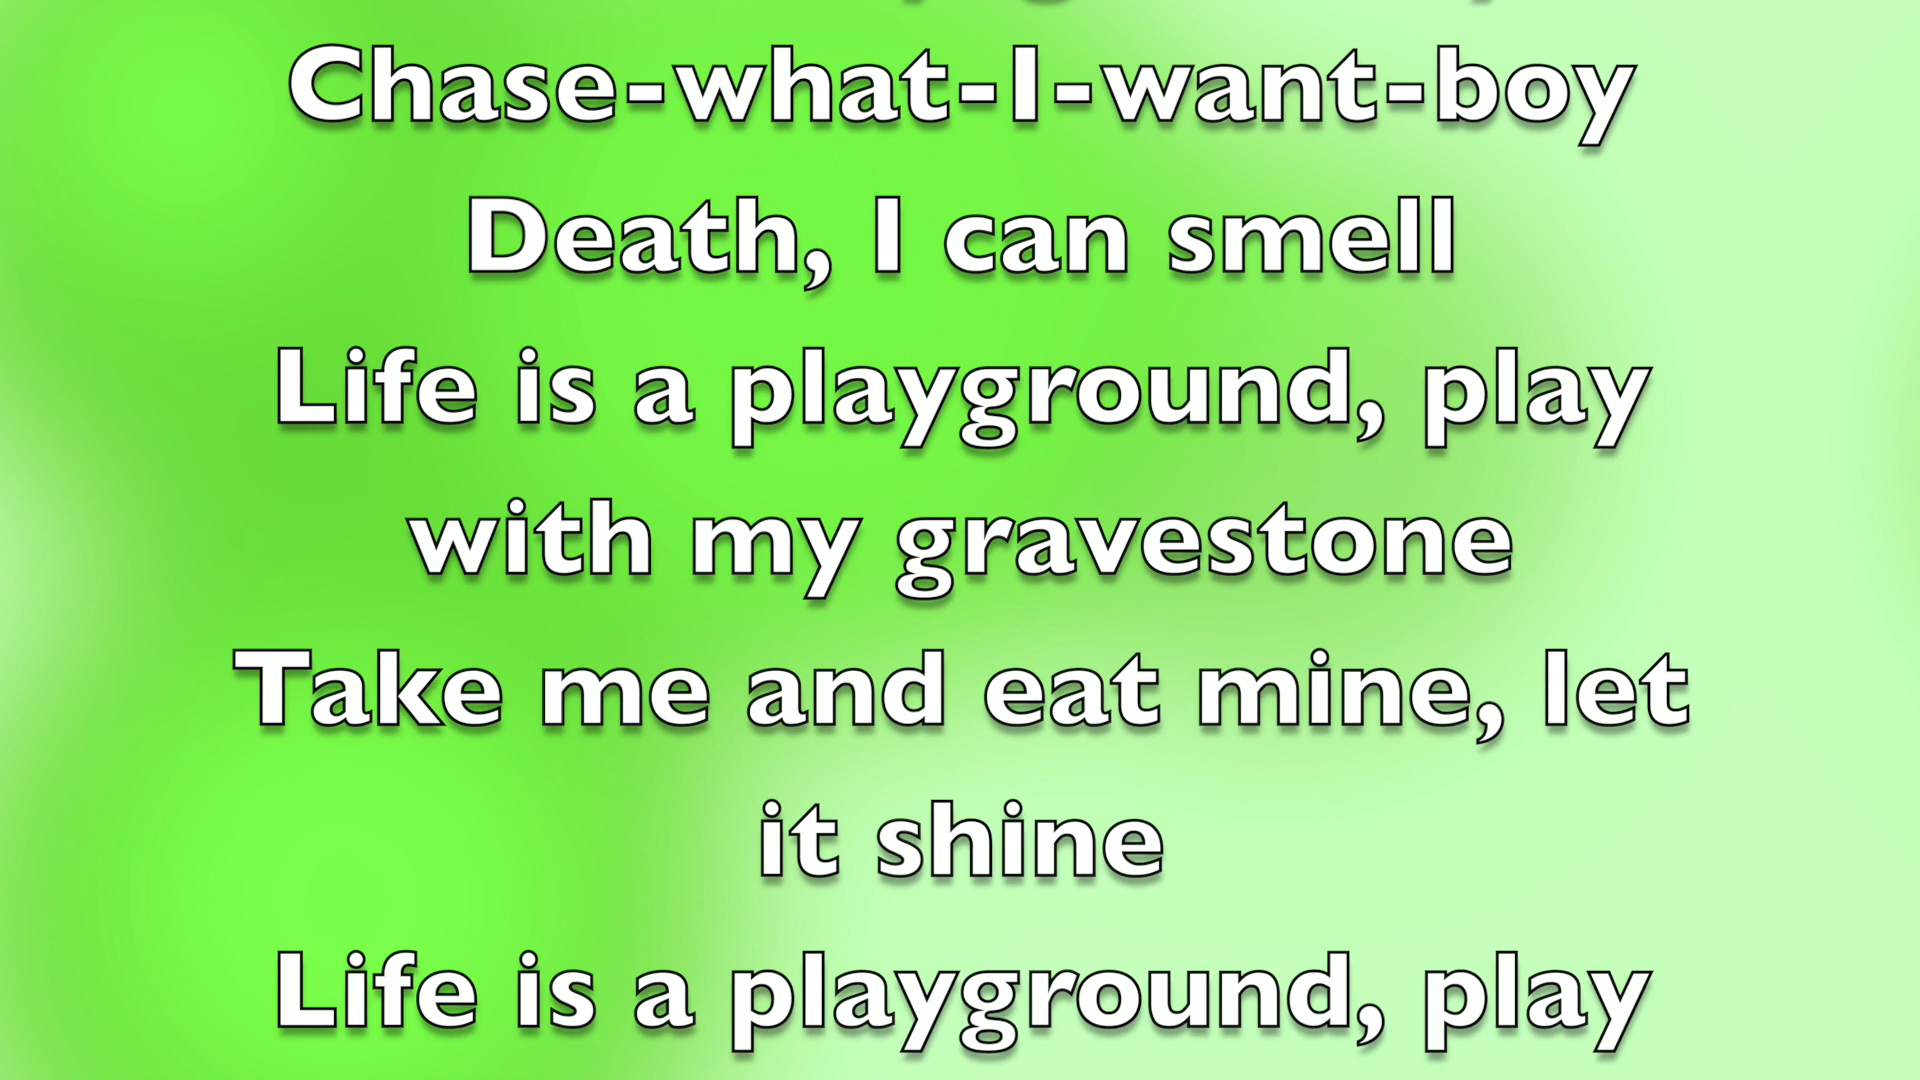 Chase-what-I-want-boy
Death, I can smell
Life is a playground, play
with my gravestone
Take me and eat mine, let
it shine
Life is a playground, play